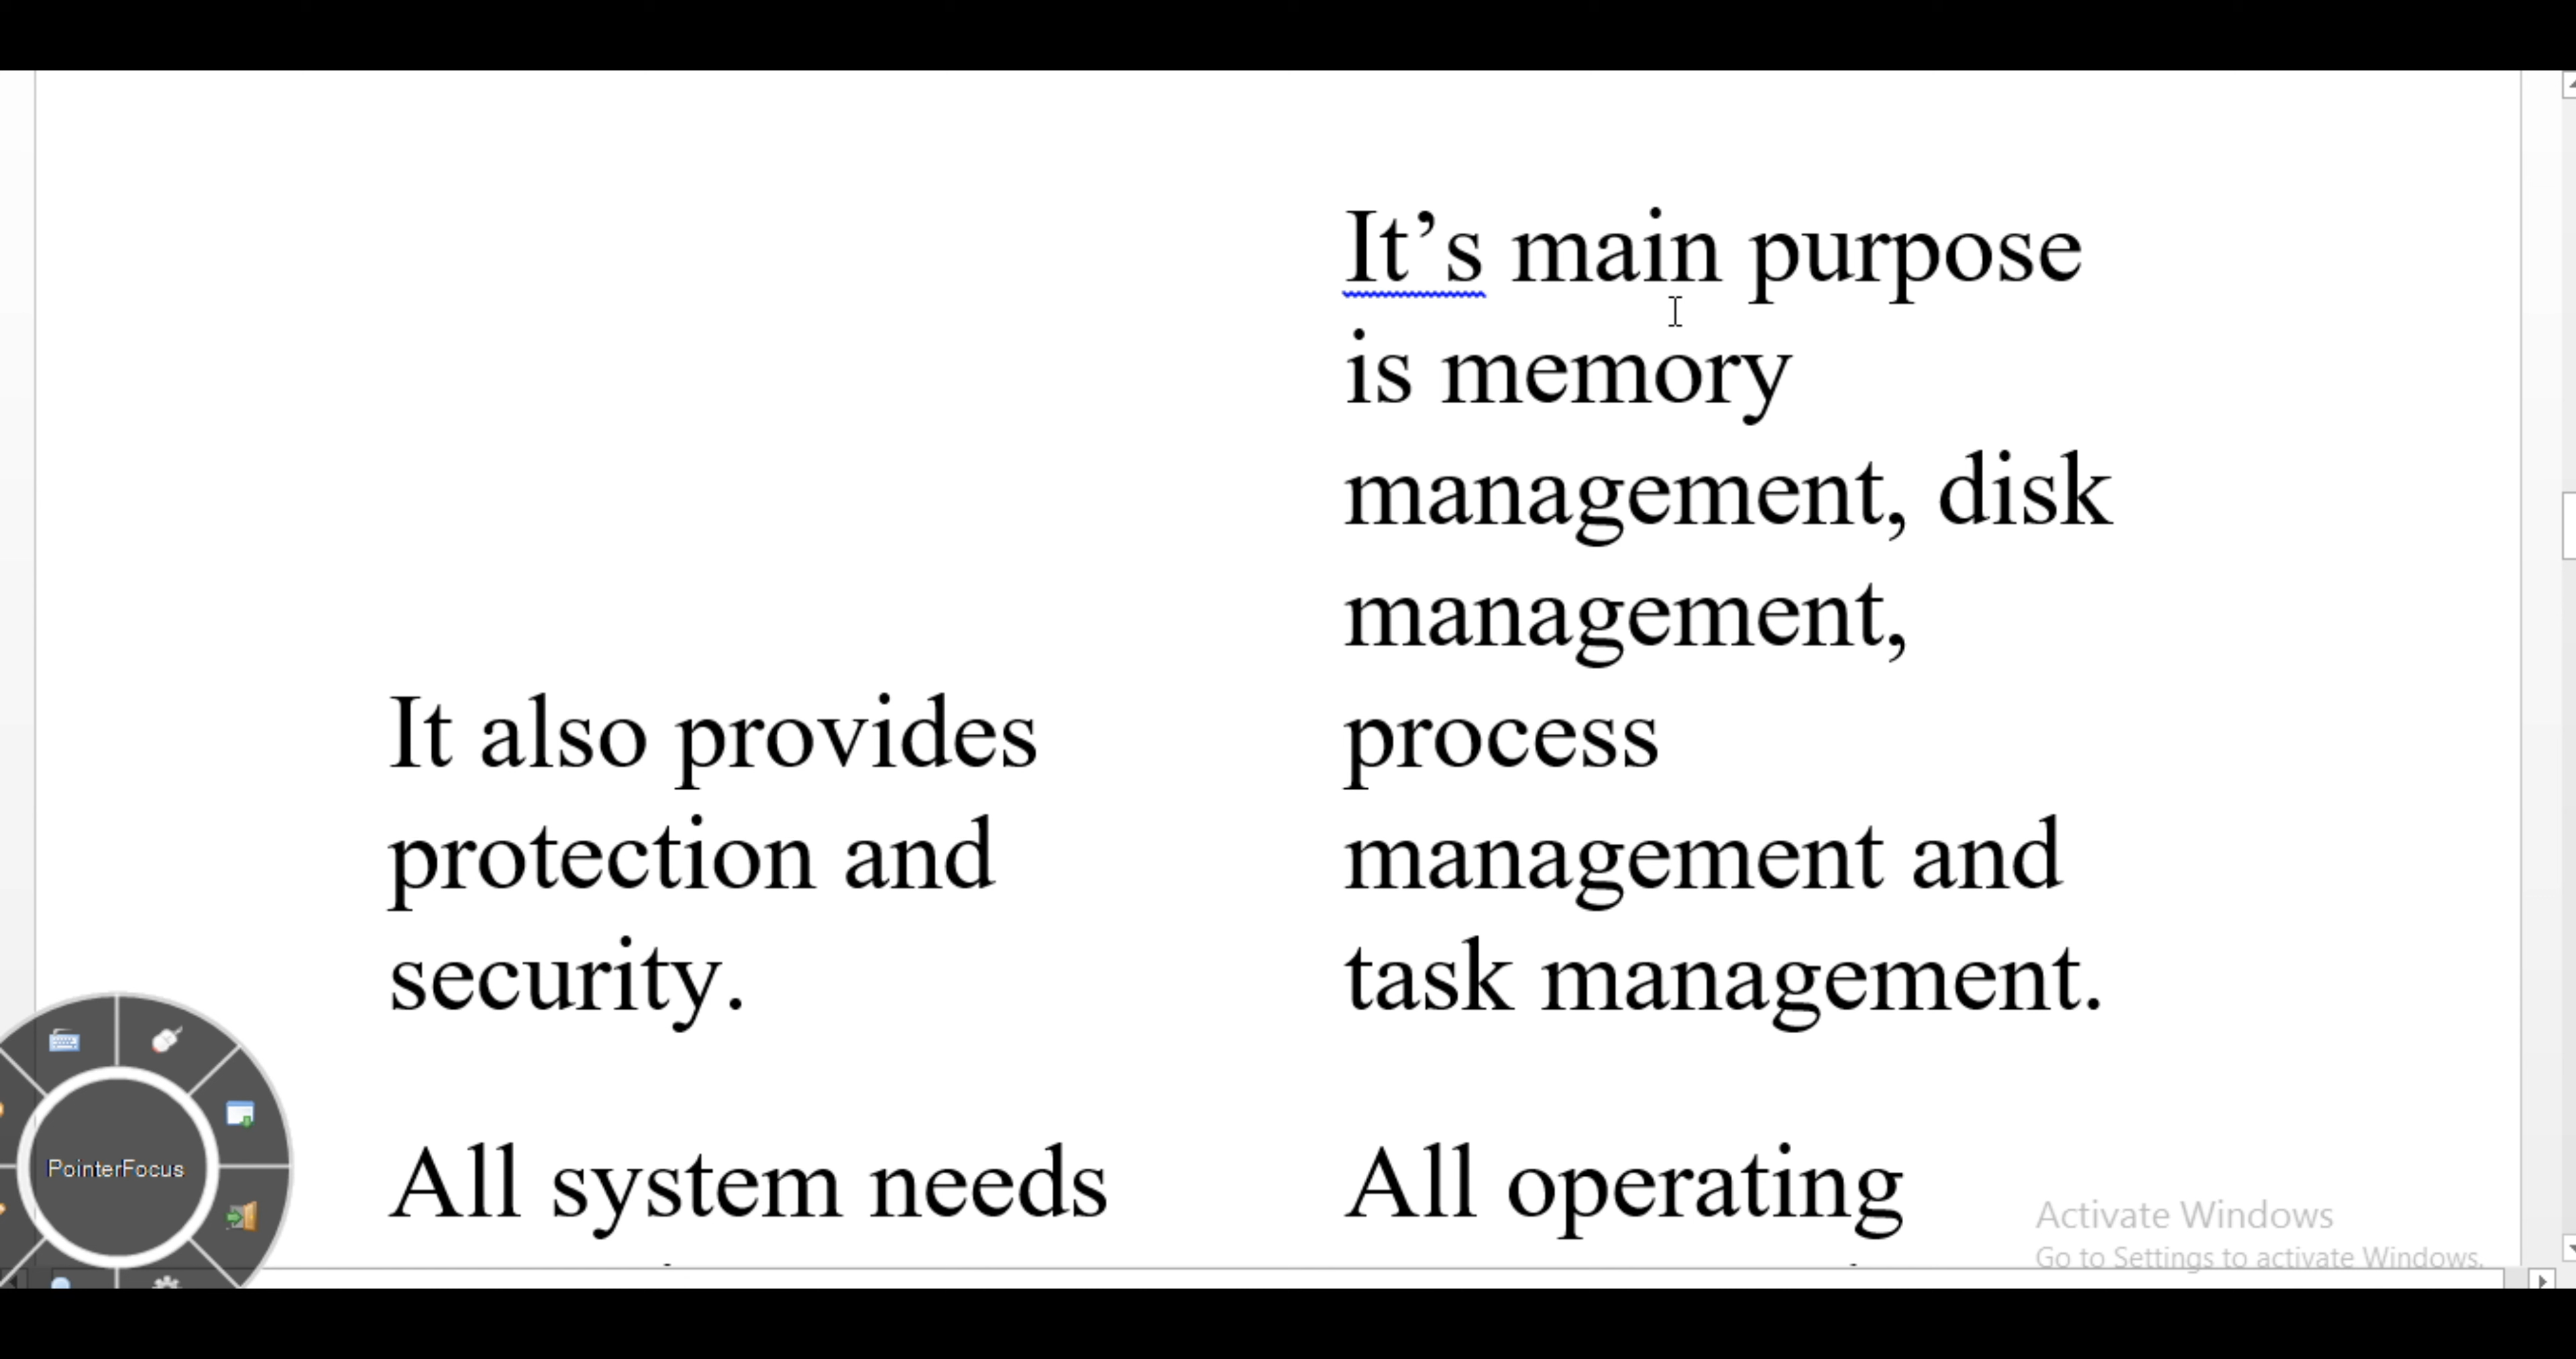 It’s main purpose
is memory
management, disk
management,
process
management and
task management.
It also provides
protection and
security.
All system needs
All operating
PointerFocus
Activate Windows
Go to Settings to activate Windows.